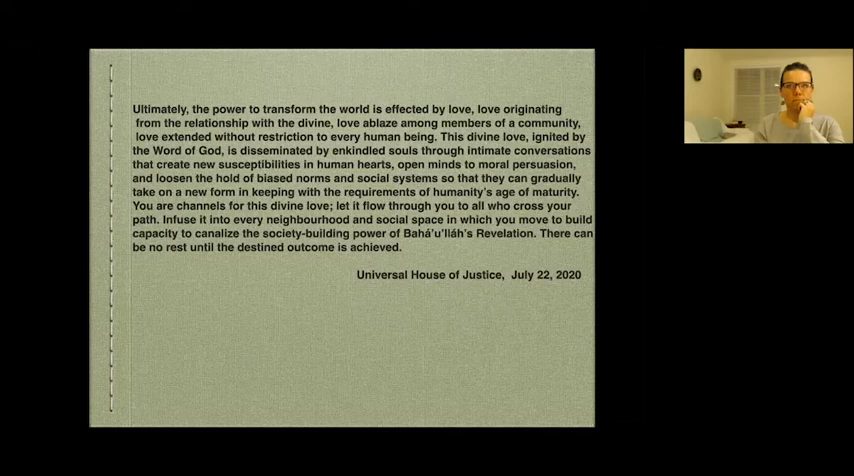 Ultimately, the power to transform the world is effected by love, love originating
from the relationship with the divine, love ablaze among members of a community,
love extended without restriction to every human being. This divine love, ignited by
the Word of God, is disseminated by enkindled souls through intimate conversations
that create new susceptibilities in human hearts, open minds to moral persuasion,
and loosen the hold of biased norms and social systems so that they can gradually
take on a new form in keeping with the requirements of humanity's age of maturity.
You are channels for this divine love; let it flow through you to all who cross your
path. Infuse it into every neighbourhood and social space in which you move to build
capacity to canalize the society-building power of Bahá'u'lláh's Revelation. There can
be no rest until the destined outcome is achieved.
Universal House of Justice, July 22, 2020